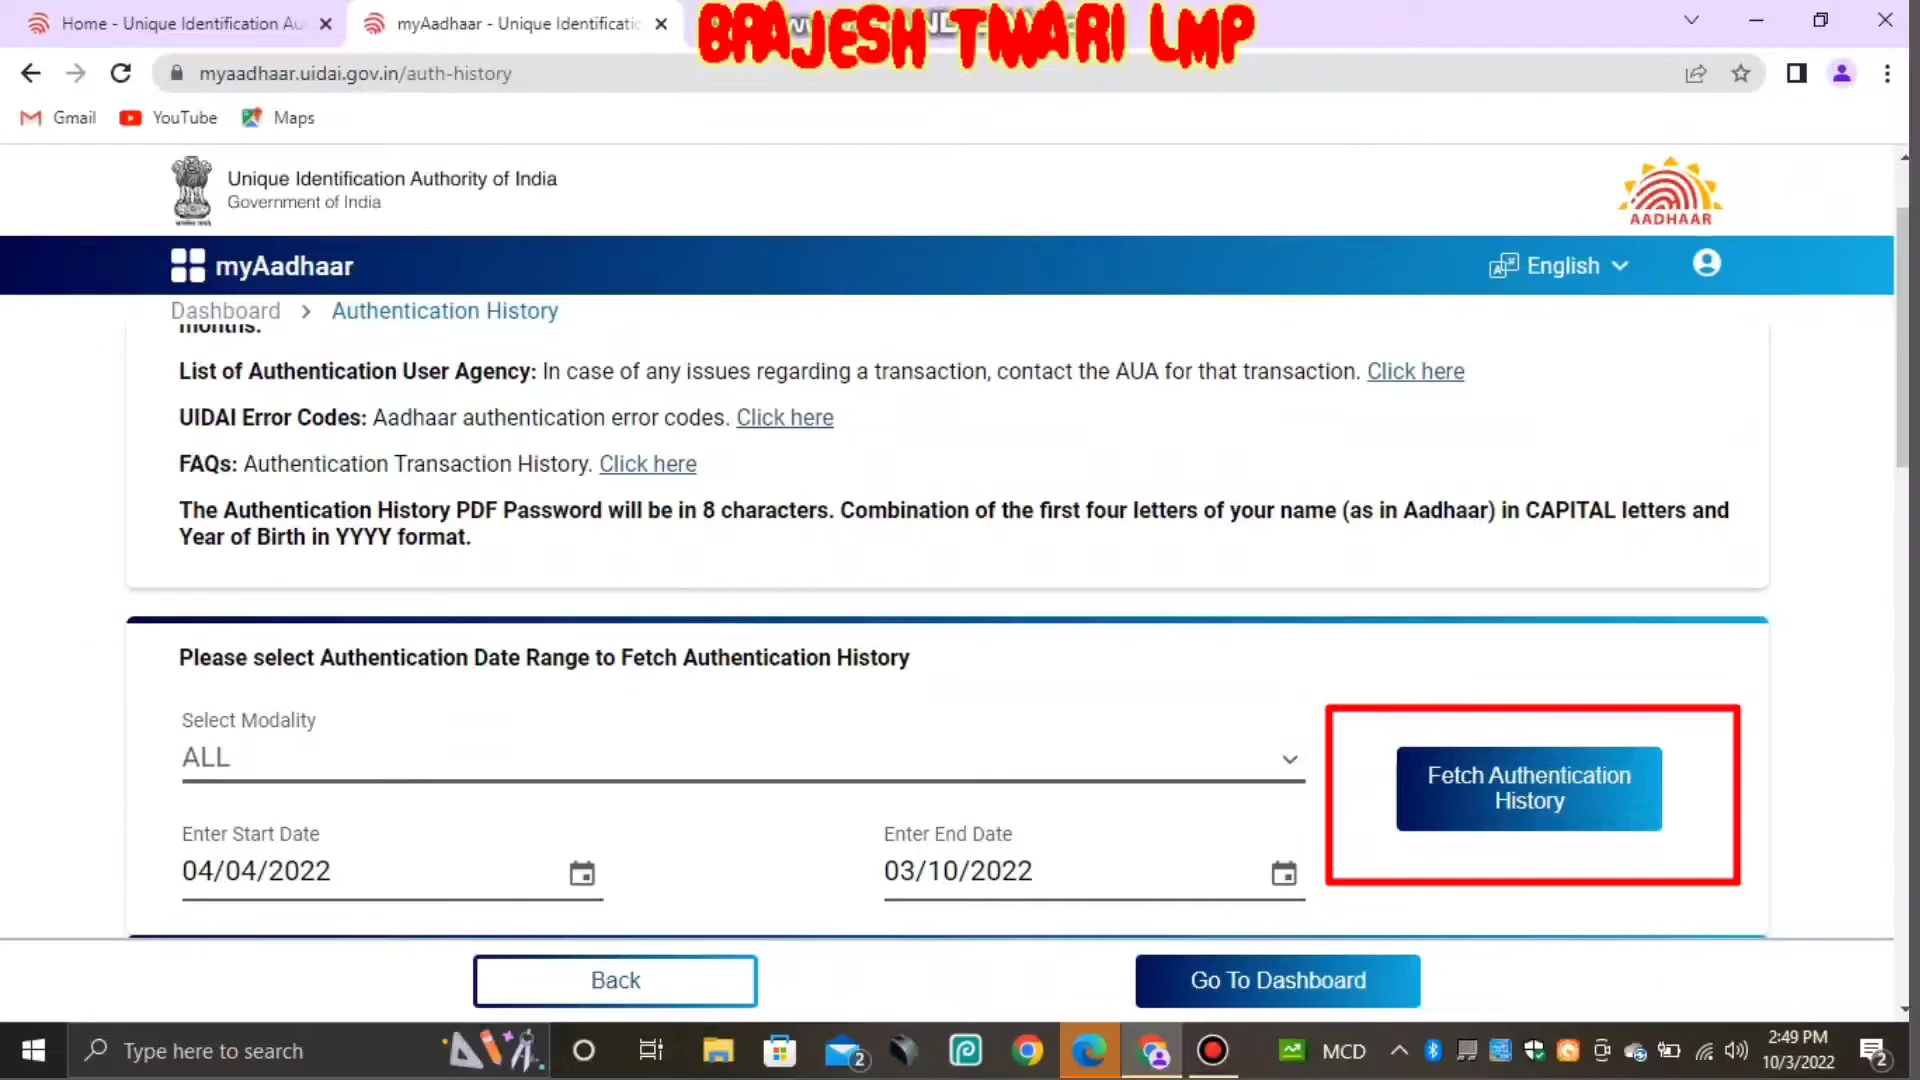 Home - Unique Identification Au
myAadhaar - Unique Identificatic
BRAJESH TIWARI LMP
myaadhaar.uidai.gov.in/auth-history
Gmail
YouTube
Maps
Unique Identification Authority of India
Government of India
AADHAAR
myAadhaar
English
Dashboard > Authentication History
months.
List of Authentication User Agency: In case of any issues regarding a transaction, contact the AUA for that transaction. Click here
UIDAI Error Codes: Aadhaar authentication error codes. Click here
FAQs: Authentication Transaction History. Click here
The Authentication History PDF Password will be in 8 characters. Combination of the first four letters of your name (as in Aadhaar) in CAPITAL letters and
Year of Birth in YYYY format.
Please select Authentication Date Range to Fetch Authentication History
Select Modality
ALL
Fetch Authentication
History
Enter Start Date
04/04/2022
Enter End Date
03/10/2022
Back
Go To Dashboard
Type here to search
2
MCD
2:49 PM
10/3/2022
2